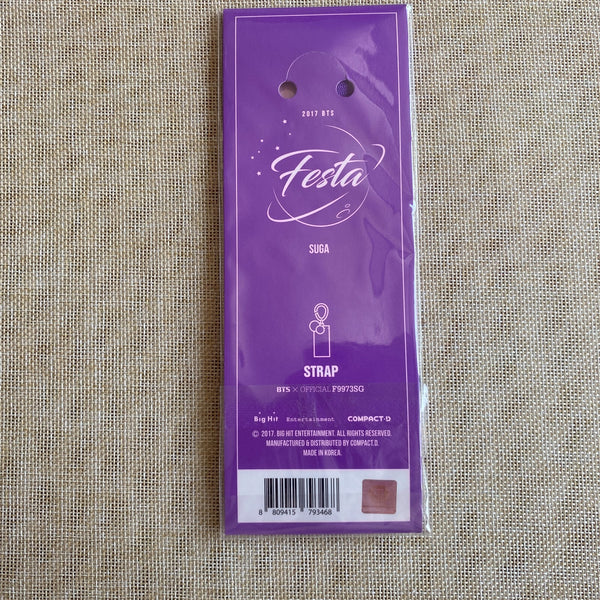 2017 BTS
Festa
SUGA
STRAP
BTS × OFFICIAL F9973SG
Big Hit Entertainment COMPACT·D
© 2017. BIG HIT ENTERTAINMENT. ALL RIGHTS RESERVED.
MANUFACTURED & DISTRIBUTED BY COMPACT.D.
MADE IN KOREA.
8 809415 793468